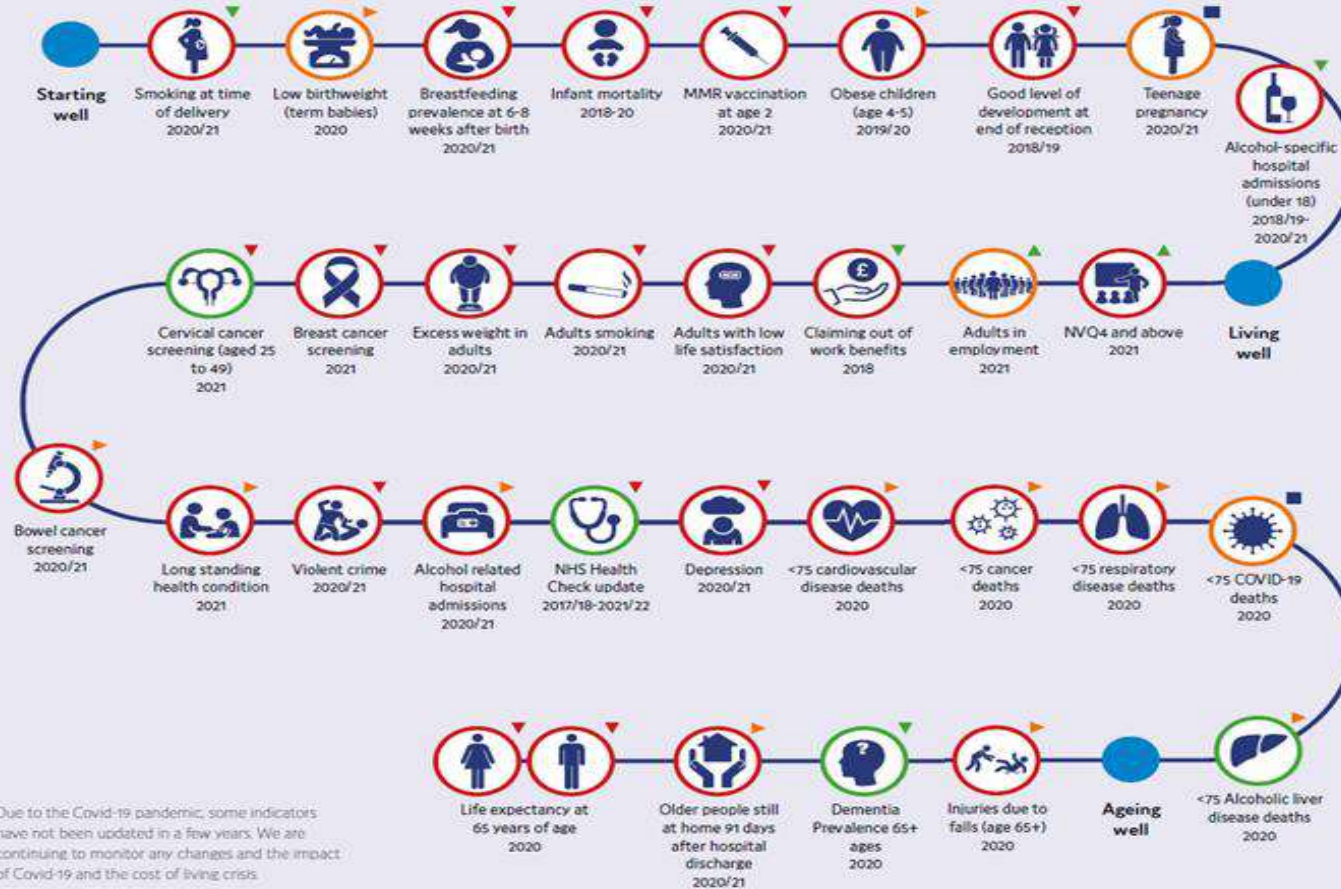 Starting
well
Smoking at time
of delivery
2020/21
Low birthweight
(term babies)
2020
Breastfeeding
prevalence at 6-8
weeks after birth
2020/21
Infant mortality
2018-20
MMR vaccination
at age 2
2020/21
Obese children
(age 4-5)
2019/20
Good level of
development at
end of reception
2018/19
Teenage
pregnancy
2020/21
Alcohol-specific
hospital
admissions
(under 18)
2018/19-
2020/21
Cervical cancer
screening (aged 25
to 49)
2021
Breast cancer
screening
2021
Excess weight in
adults
2020/21
Adults smoking
2020/21
Adults with low
life satisfaction
2020/21
£
Claiming out of
work benefits
2018
Adults in
employment
2021
NVQ4 and above
2021
Living
well
Bowel cancer
screening
2020/21
Long standing
health condition
2021
Violent crime
2020/21
Alcohol related
hospital
admissions
2020/21
NHS Health
Check update
2017/18-2021/22
Depression
2020/21
<75 cardiovascular
disease deaths
2020
<75 cancer
deaths
2020
<75 respiratory
disease deaths
2020
<75 COVID-19
deaths
2020
Life expectancy at
65 years of age
2020
Older people still
at home 91 days
after hospital
discharge
2020/21
?
Dementia
Prevalence 65+
ages
2020
Injuries due to
falls (age 65+)
2020
Ageing
well
<75 Alcoholic liver
disease deaths
2020
Due to the Covid-19 pandemic, some indicators
have not been updated in a few years. We are
continuing to monitor any changes and the impact
of Covid-19 and the cost of living crisis.